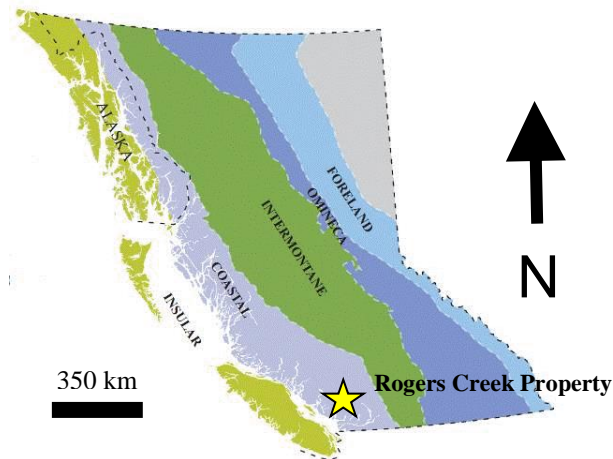 ALASKA
FORELAND
OMINECA
INTERMONTANE
COASTAL
INSULAR
N
350 km
Rogers Creek Property